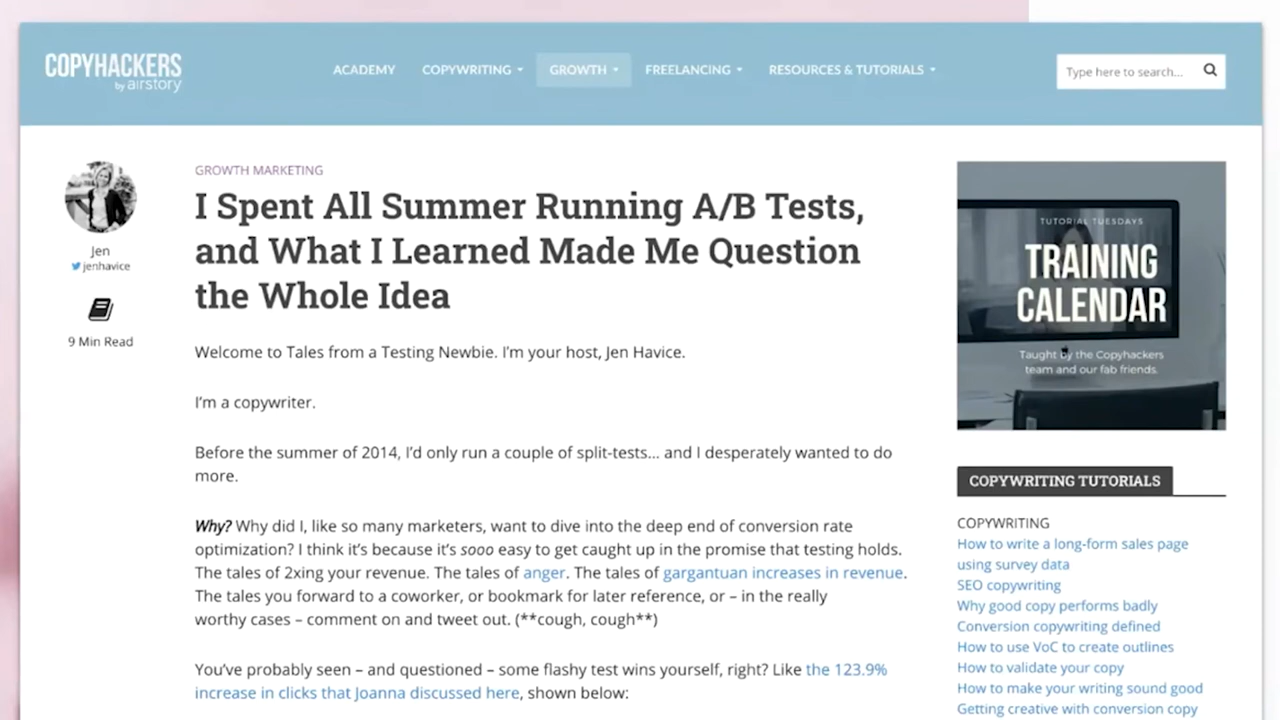 COPYHACKERS
by airstory
ACADEMY
COPYWRITING
GROWTH
FREELANCING
RESOURCES & TUTORIALS
Type here to search...
Jen
jenhavice
9 Min Read
GROWTH MARKETING
I Spent All Summer Running A/B Tests,
and What I Learned Made Me Question
the Whole Idea
Welcome to Tales from a Testing Newbie. I'm your host, Jen Havice.
I'm a copywriter.
Before the summer of 2014, I'd only run a couple of split-tests... and I desperately wanted to do
more.
Why? Why did I, like so many marketers, want to dive into the deep end of conversion rate
optimization? I think it's because it's sooo easy to get caught up in the promise that testing holds.
The tales of 2xing your revenue. The tales of anger. The tales of gargantuan increases in revenue.
The tales you forward to a coworker, or bookmark for later reference, or – in the really
worthy cases – comment on and tweet out. (**cough, cough**)
You've probably seen – and questioned – some flashy test wins yourself, right? Like the 123.9%
increase in clicks that Joanna discussed here, shown below:
TUTORIAL TUESDAYS
TRAINING
CALENDAR
Taught by the Copyhackers
team and our fab friends.
COPYWRITING TUTORIALS
COPYWRITING
How to write a long-form sales page
using survey data
SEO copywriting
Why good copy performs badly
Conversion copywriting defined
How to use VoC to create outlines
How to validate your copy
How to make your writing sound good
Getting creative with conversion copy